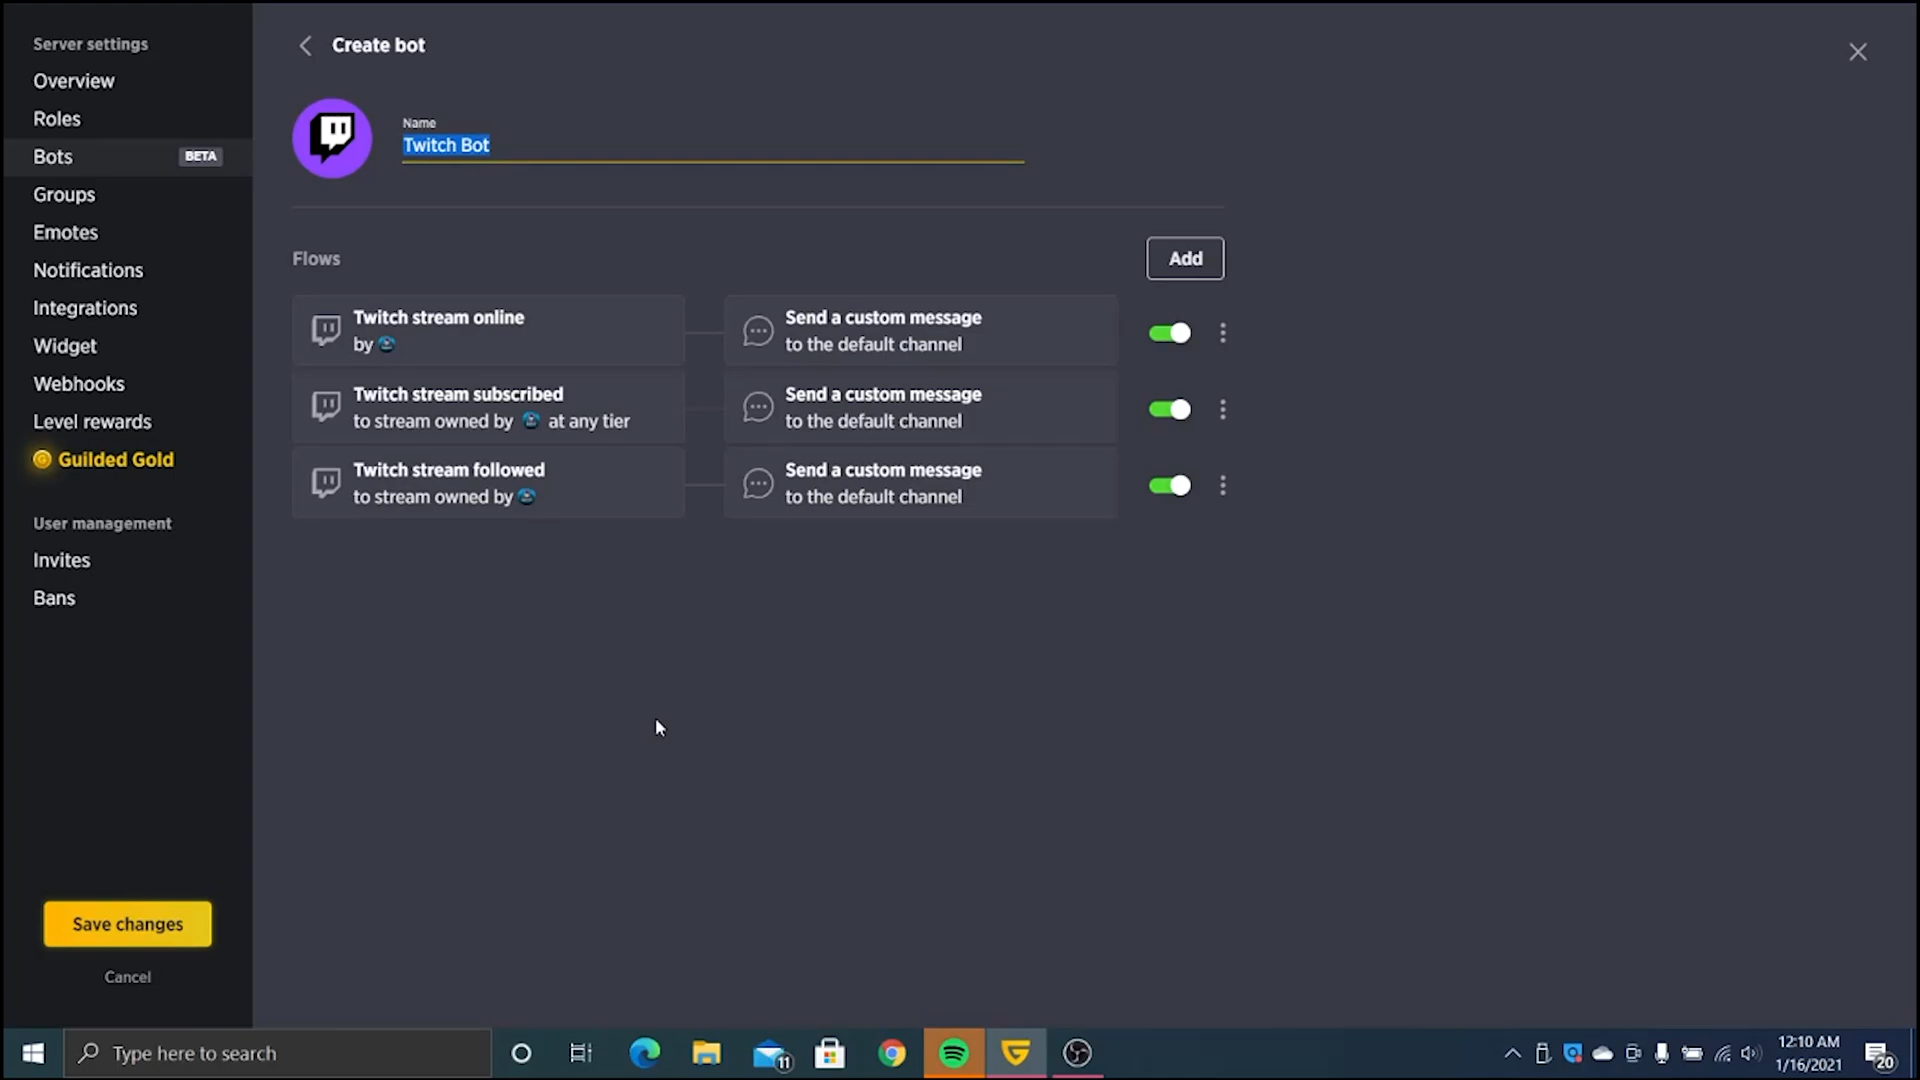 Server settings
Overview
Roles
Bots BETA
Groups
Emotes
Notifications
Integrations
Widget
Webhooks
Level rewards
Guilded Gold
User management
Invites
Bans
Save changes
Cancel
Create bot
Name
Twitch Bot
Flows
Add
Twitch stream online
by
Send a custom message
to the default channel
Twitch stream subscribed
to stream owned by at any tier
Send a custom message
to the default channel
Twitch stream followed
to stream owned by
Send a custom message
to the default channel
Type here to search
11
12:10 AM
1/16/2021
20